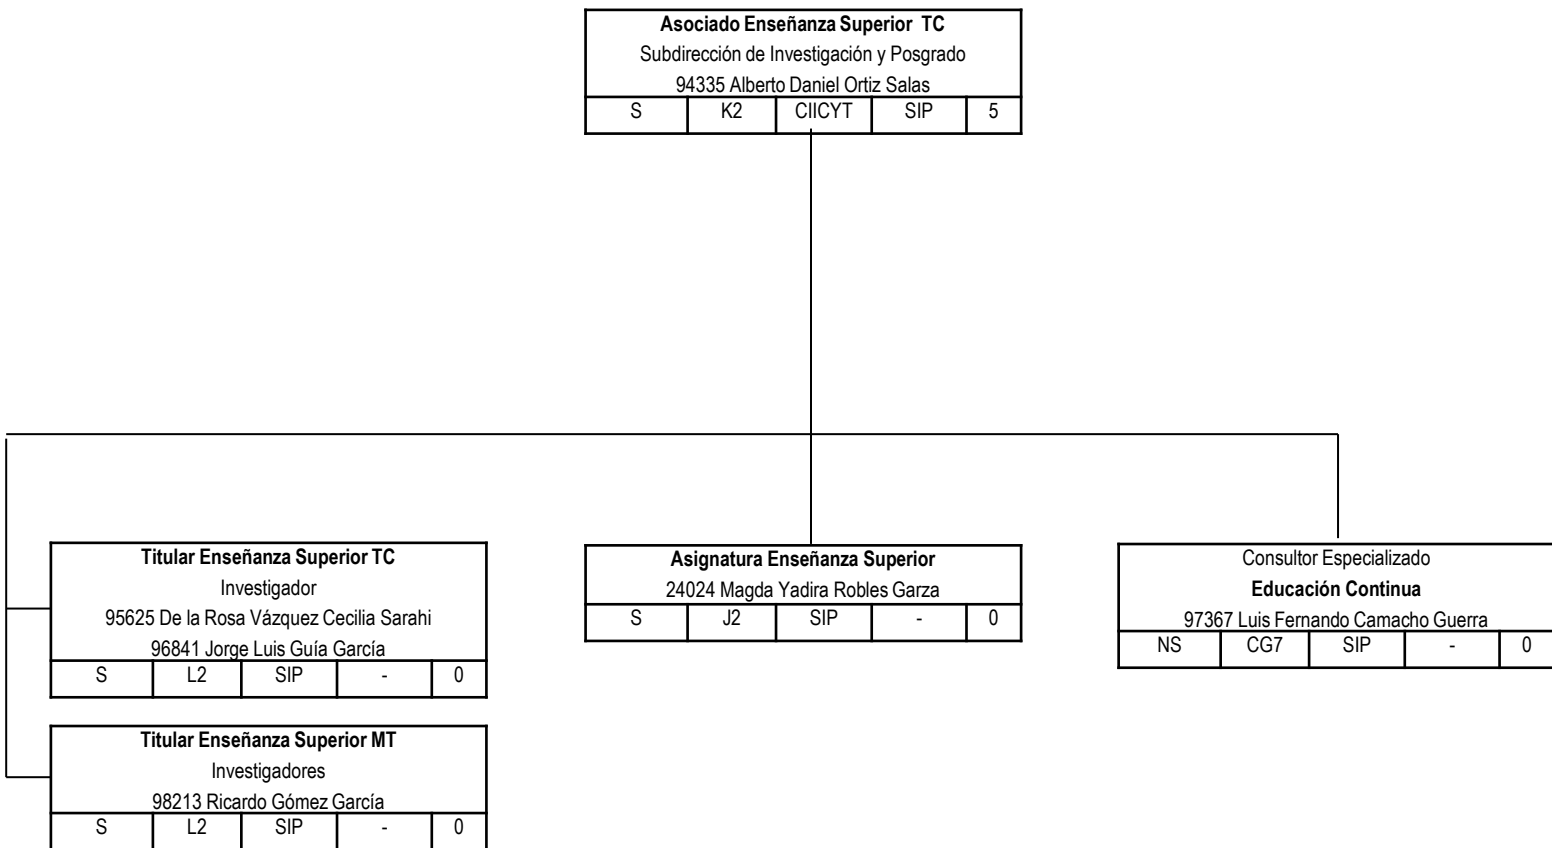 Asociado Enseñanza Superior TC
Subdirección de Investigación y Posgrado
94335 Alberto Daniel Ortiz Salas
S K2 CIICYT SIP 5
Titular Enseñanza Superior TC
Investigador
95625 De la Rosa Vázquez Cecilia Sarahi
96841 Jorge Luis Guía García
S L2 SIP - 0
Titular Enseñanza Superior MT
Investigadores
98213 Ricardo Gómez García
S L2 SIP - 0
Asignatura Enseñanza Superior
24024 Magda Yadira Robles Garza
S J2 SIP - 0
Consultor Especializado
Educación Continua
97367 Luis Fernando Camacho Guerra
NS CG7 SIP - 0